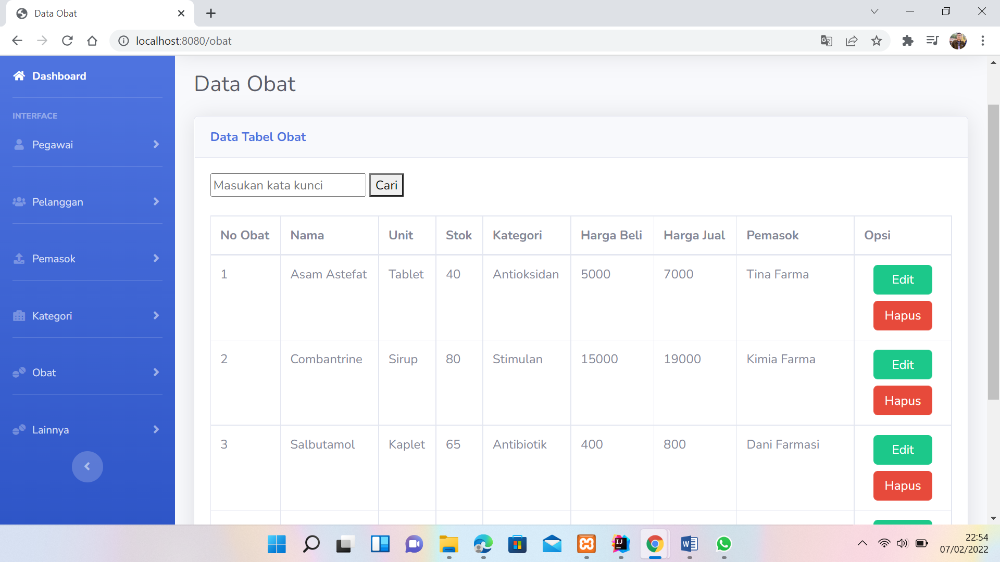 Data Obat
localhost:8080/obat
Dashboard
INTERFACE
Pegawai
Pelanggan
Pemasok
Kategori
Obat
Lainnya
Data Obat
Data Tabel Obat
Masukan kata kunci Cari
No Obat Nama Unit Stok Kategori Harga Beli Harga Jual Pemasok Opsi
1 Asam Astefat Tablet 40 Antioksidan 5000 7000 Tina Farma Edit
Hapus
2 Combantrine Sirup 80 Stimulan 15000 19000 Kimia Farma Edit
Hapus
3 Salbutamol Kaplet 65 Antibiotik 400 800 Dani Farmasi Edit
Hapus
22:54
07/02/2022